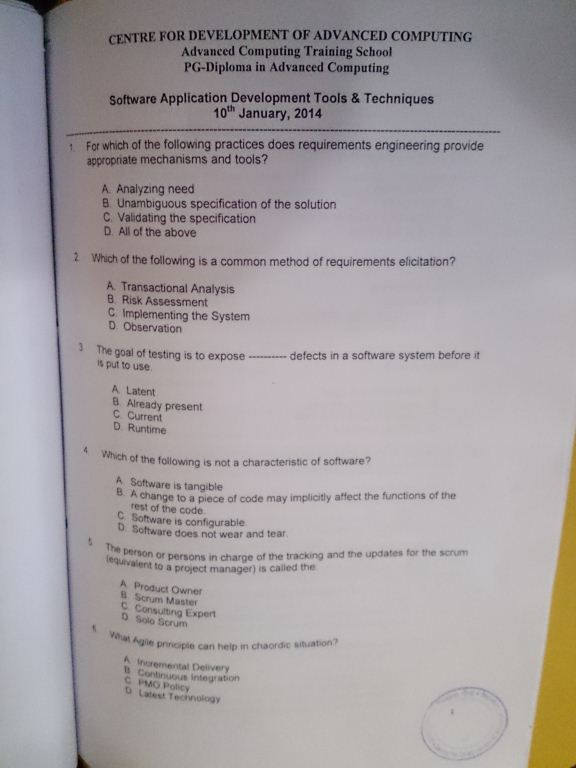 CENTRE FOR DEVELOPMENT OF ADVANCED COMPUTING
Advanced Computing Training School
PG-Diploma in Advanced Computing
Software Application Development Tools & Techniques
10th January, 2014
1. For which of the following practices does requirements engineering provide
appropriate mechanisms and tools?
A. Analyzing need
B. Unambiguous specification of the solution
C. Validating the specification
D. All of the above
2. Which of the following is a common method of requirements elicitation?
A. Transactional Analysis
B. Risk Assessment
C. Implementing the System
D. Observation
3. The goal of testing is to expose ---------- defects in a software system before it
is put to use.
A. Latent
B. Already present
C. Current
D. Runtime
4. Which of the following is not a characteristic of software?
A. Software is tangible
B. A change to a piece of code may implicitly affect the functions of the
rest of the code.
C. Software is configurable.
D. Software does not wear and tear.
5. The person or persons in charge of the tracking and the updates for the scrum
(equivalent to a project manager) is called the:
A. Product Owner
B. Scrum Master
C. Consulting Expert
D. Solo Scrum
6. What Agile principle can help in chaordic situation?
A. Incremental Delivery
B. Continuous Integration
C. PMO Policy
D. Latest Technology